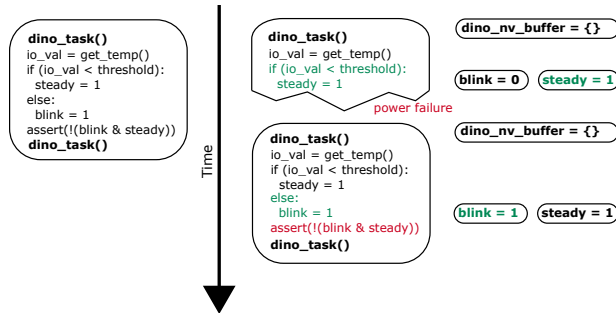 dino_task()
io_val = get_temp()
if (io_val < threshold):
steady = 1
else:
blink = 1
assert(!(blink & steady))
dino_task()
Time
dino_task()
io_val = get_temp()
if (io_val < threshold):
steady = 1
power failure
dino_task()
io_val = get_temp()
if (io_val < threshold):
steady = 1
else:
blink = 1
assert(!(blink & steady))
dino_task()
dino_nv_buffer = {}
blink = 0 steady = 1
dino_nv_buffer = {}
blink = 1 steady = 1